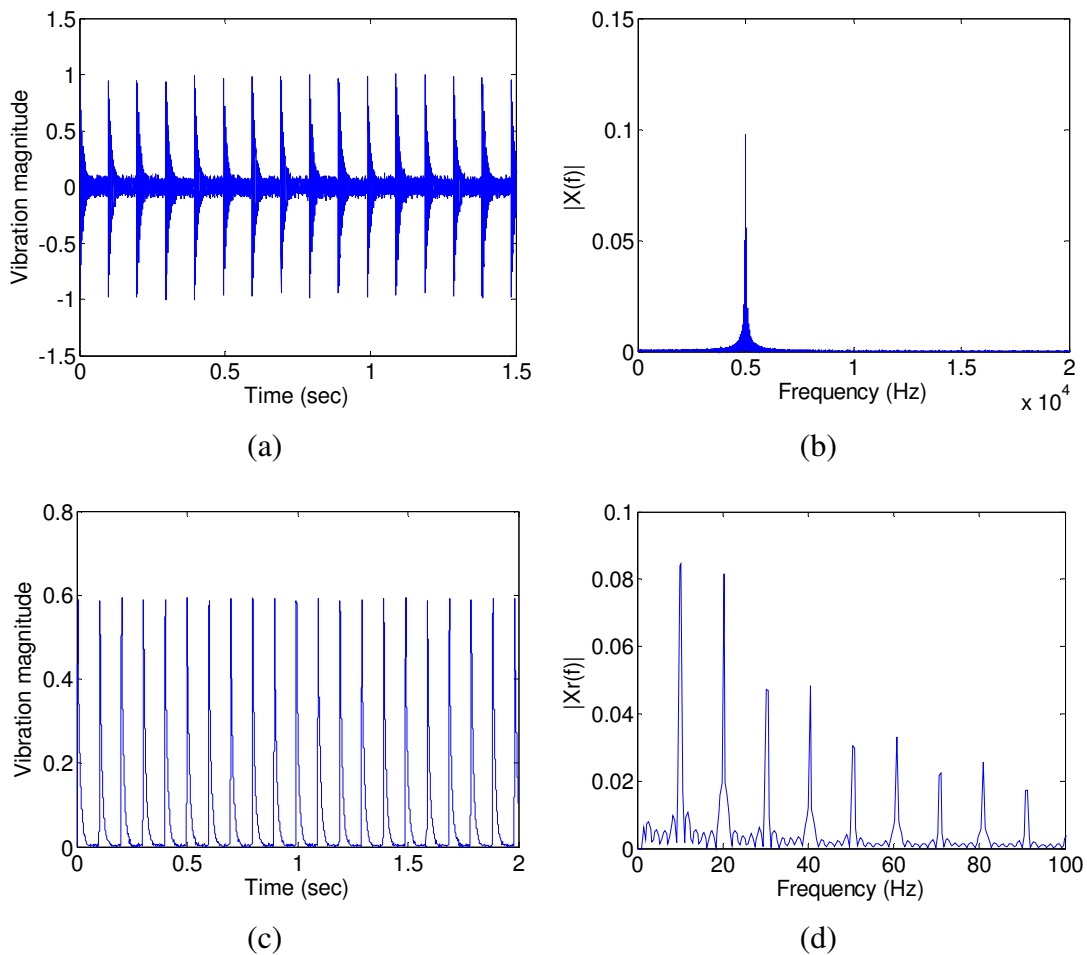 1.5
1
0.5
0
-0.5
-1
-1.5
Vibration magnitude
0 0.5 1 1.5
Time (sec)
(a)
0.15
0.1
0.05
0
|X(f)|
0 0.5 1 1.5 2
Frequency (Hz)
x 10^4
(b)
0.8
0.6
0.4
0.2
0
Vibration magnitude
0 0.5 1 1.5 2
Time (sec)
(c)
0.1
0.08
0.06
0.04
0.02
0
|Xr(f)|
0 20 40 60 80 100
Frequency (Hz)
(d)